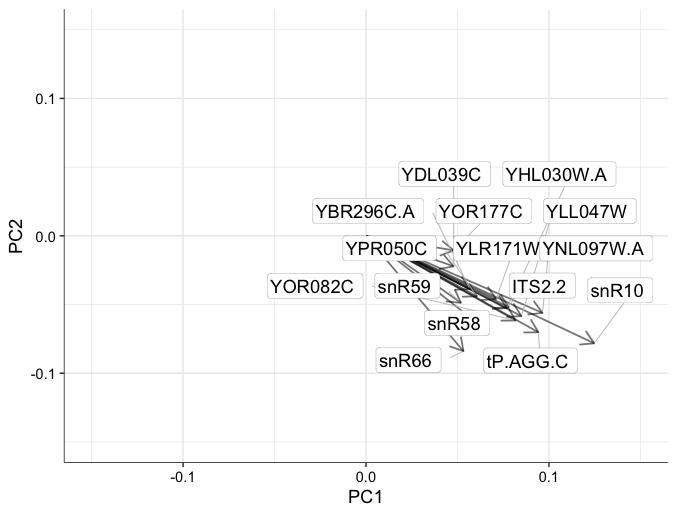 0.1
YDL039C YHL030W.A
YBR296C.A YOR177C YLL047W
PC2
0.0
YPR050C YLR171W YNL097W.A
YOR082C snR59 ITS2.2 snR10
snR58
snR66 tP.AGG.C
-0.1
-0.1 0.0 0.1
PC1